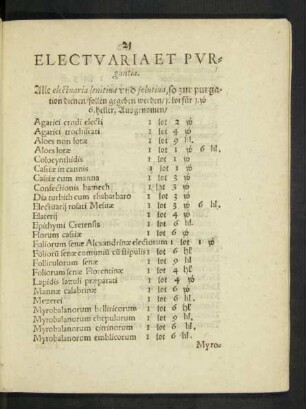 21
ELECTVARIA ET PVR-
gantia.
Alle electuaria lenitiua vnd solutiua, so zur purga-
tion dienen/ sollen gegeben werden/ 1. lot für
6. heller, Außgenomen/
Agarici crudi electi 1 lot 2 ꝟ
Agarici trochiscati 1 lot 4 ꝟ
Aloes non lotæ 1 lot 9 hl.
Aloes lotæ 1 lot 1 ꝟ 6 hl.
Colocynthidis 1 lot 2 ꝟ
Cassiæ in cannis 1 lot 1 ꝟ
Cassiæ cum manna 1 lot 3 ꝟ
Confectionis hamech 1 lot 3 ꝟ
Dia turbith cum rhabarbaro 1 lot 3 ꝟ
Electuarij rosati Mesuæ 1 lot 3 ꝟ 6 hl.
Elaterij 1 lot 4 ꝟ
Epithymi Cretensis 1 lot 6 hl.
Florum cassiæ 1 lot 6 ꝟ
Foliorum senæ Alexandrinæ electorum 1 lot 1 ꝟ
Foliorū senæ communiū cū stipulis 1 lot 6 hl
Folliculorum senæ 1 lot 9 hl.
Foliorum senæ Florentinæ 1 lot 4 hl
Lapidis lazuli præparati 1 lot 4 ꝟ
Mannæ calabrinæ 1 lot 6 ꝟ
Mezerei 1 lot 6 hl.
Myrobalanorum belliricorum 1 lot 6 hl
Myrobalanorum chepulorum 1 lot 9 hl.
Myrobalanorum citrinorum 1 lot 6 hl.
Myrobalanorum emblicorum 1 lot 6 hl.
Myro-